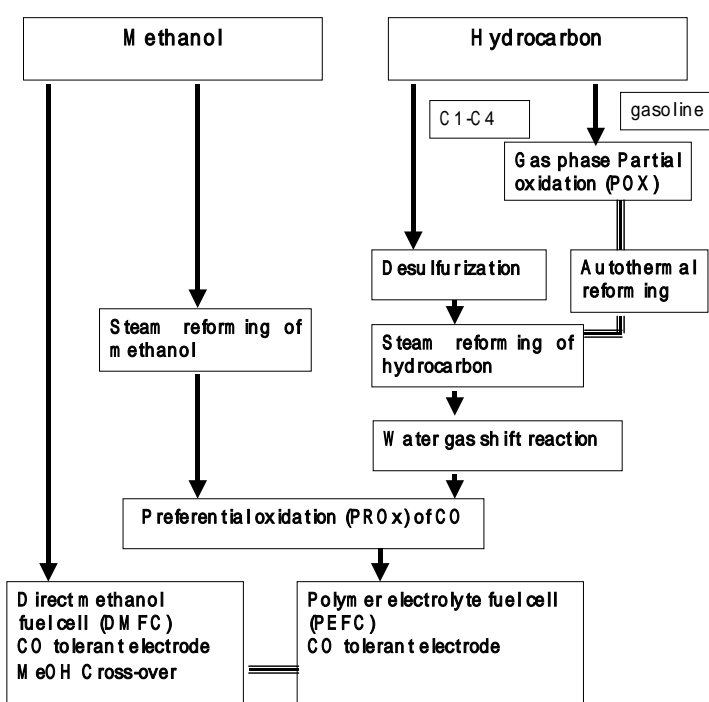 Methanol
Hydrocarbon
C1-C4
gasoline
Gas phase Partial
oxidation (POX)
Desulfurization
Autothermal
reforming
Steam reforming of
methanol
Steam reforming of
hydrocarbon
Water gas shift reaction
Preferential oxidation (PROx) of CO
Direct methanol
fuel cell (DMFC)
CO tolerant electrode
MeOH Cross-over
Polymer electrolyte fuel cell
(PEFC)
CO tolerant electrode